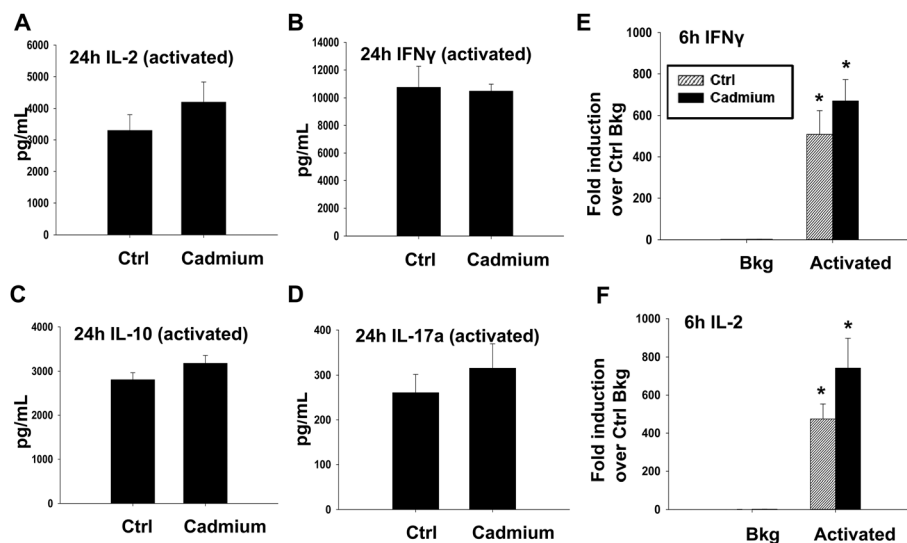 A
24h IL-2 (activated)
pg/mL
6000
5000
4000
3000
2000
1000
0
Ctrl
Cadmium
B
24h IFNγ (activated)
pg/mL
14000
12000
10000
8000
6000
4000
2000
0
Ctrl
Cadmium
E
6h IFNγ
Ctrl
Cadmium
Fold induction
over Ctrl Bkg
1000
800
600
400
200
0
* *
Bkg
Activated
C
24h IL-10 (activated)
pg/mL
4000
3000
2000
1000
0
Ctrl
Cadmium
D
24h IL-17a (activated)
pg/mL
400
300
200
100
0
Ctrl
Cadmium
F
6h IL-2
Fold induction
over Ctrl Bkg
1000
800
600
400
200
0
* *
Bkg
Activated